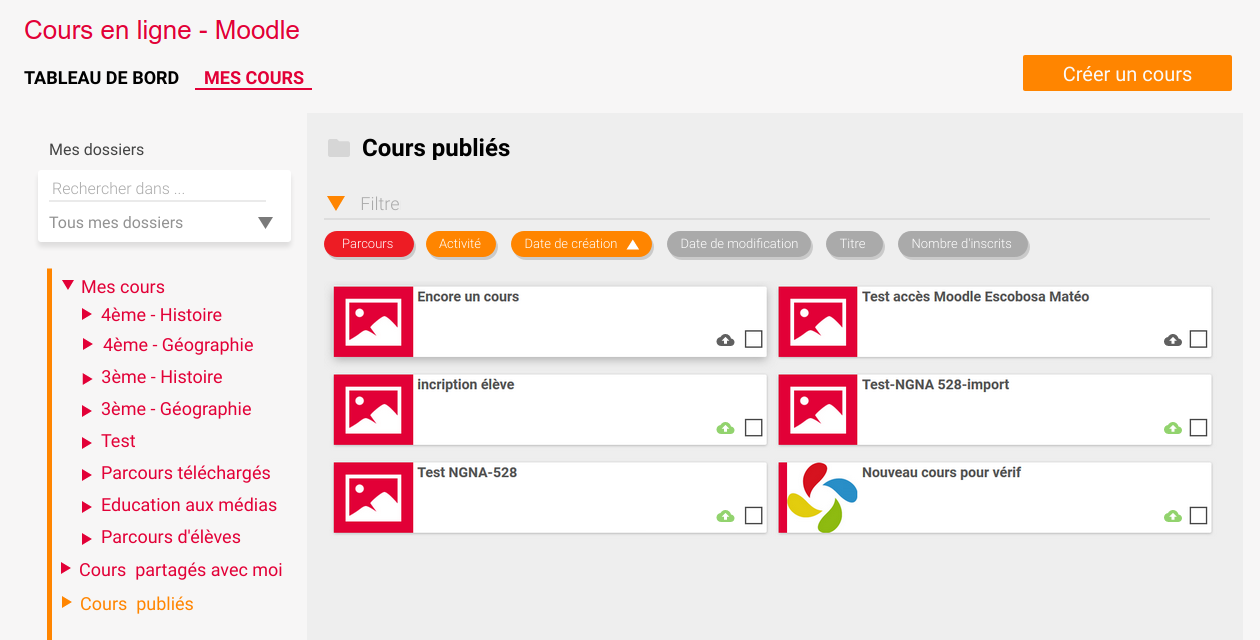 Cours en ligne - Moodle
TABLEAU DE BORD
MES COURS
Créer un cours
Mes dossiers
Rechercher dans ...
Tous mes dossiers
Mes cours
4ème - Histoire
4ème - Géographie
3ème - Histoire
3ème - Géographie
Test
Parcours téléchargés
Education aux médias
Parcours d'élèves
Cours partagés avec moi
Cours publiés
Cours publiés
Filtre
Parcours
Activité
Date de création
Date de modification
Titre
Nombre d'inscrits
Encore un cours
Test accès Moodle Escobosa Matéo
incription élève
Test-NGNA 528-import
Test NGNA-528
Nouveau cours pour vérif